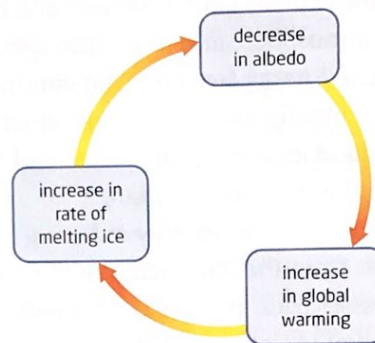 decrease
in albedo
increase in
rate of
melting ice
increase
in global
warming